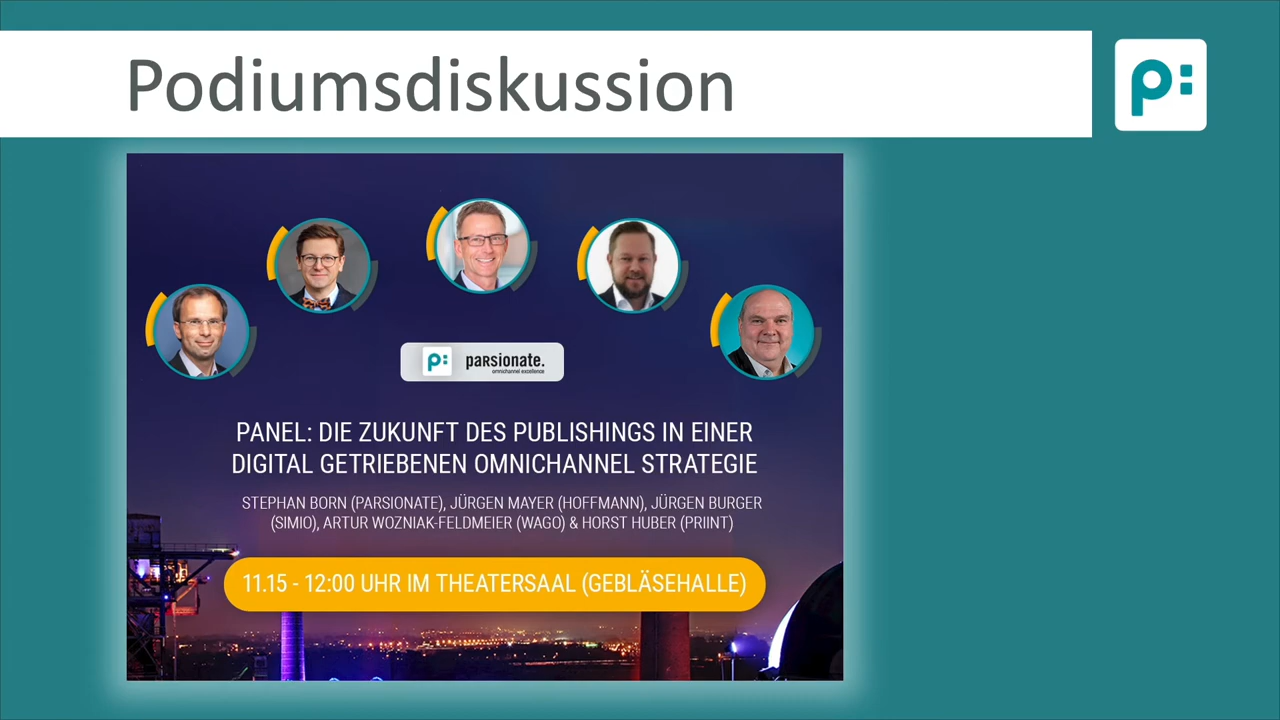 Podiumsdiskussion
p:
p: parsionate.
omnichannel excellence
PANEL: DIE ZUKUNFT DES PUBLISHINGS IN EINER
DIGITAL GETRIEBENEN OMNICHANNEL STRATEGIE
STEPHAN BORN (PARSIONATE), JÜRGEN MAYER (HOFFMANN), JÜRGEN BURGER
(SIMIO), ARTUR WOZNIAK-FELDMEIER (WAGO) & HORST HUBER (PRIINT)
11.15 - 12:00 UHR IM THEATERSAAL (GEBLÄSEHALLE)